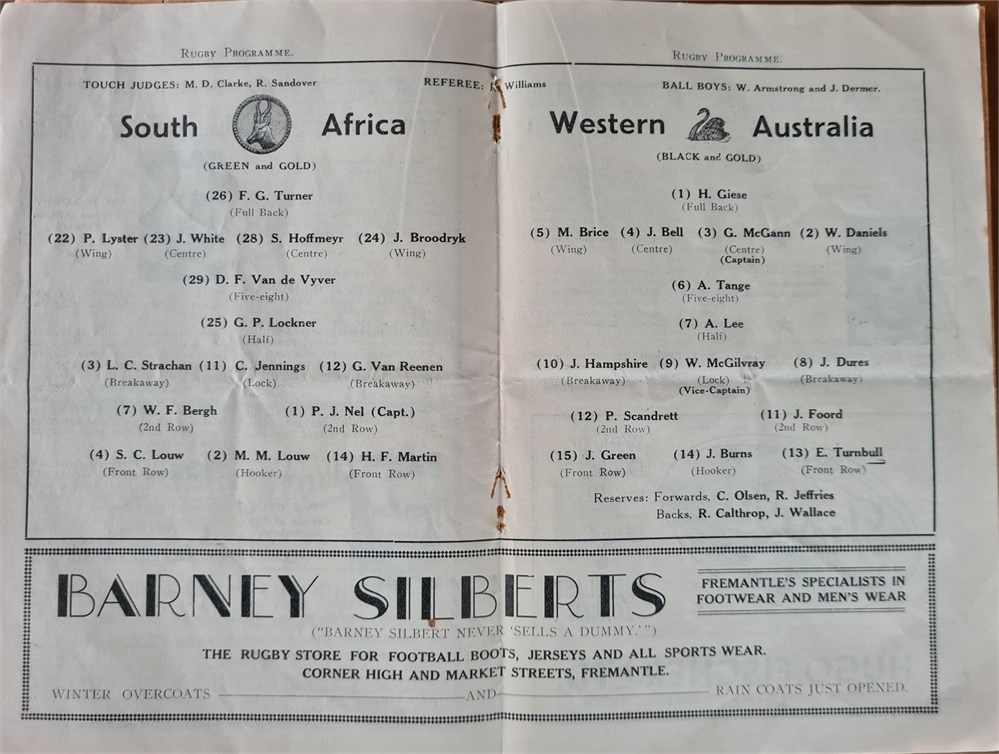 RUGBY PROGRAMME.
TOUCH JUDGES: M. D. Clarke, R. Sandover
REFEREE: Williams
South Africa
(GREEN and GOLD)
(26) F. G. Turner
(Full Back)
(22) P. Lyster (23) J. White (28) S. Hoffmeyr (24) J. Broodryk
(Wing) (Centre) (Centre) (Wing)
(29) D. F. Van de Vyver
(Five-eight)
(25) G. P. Lockner
(Half)
(3) L. C. Strachan (11) C. Jennings (12) G. Van Reenen
(Breakaway) (Lock) (Breakaway)
(7) W. F. Bergh (1) P. J. Nel (Capt.)
(2nd Row) (2nd Row)
(4) S. C. Louw (2) M. M. Louw (14) H. F. Martin
(Front Row) (Hooker) (Front Row)
RUGBY PROGRAMME.
BALL BOYS: W. Armstrong and J. Dermer.
Western Australia
(BLACK and GOLD)
(1) H. Giese
(Full Back)
(5) M. Brice (4) J. Bell (3) G. McGann (2) W. Daniels
(Wing) (Centre) (Centre) (Wing)
(Captain)
(6) A. Tange
(Five-eight)
(7) A. Lee
(Half)
(10) J. Hampshire (9) W. McGilvray (8) J. Dures
(Breakaway) (Lock) (Breakaway)
(Vice-Captain)
(12) P. Scandrett (11) J. Foord
(2nd Row) (2nd Row)
(15) J. Green (14) J. Burns (13) E. Turnbull
(Front Row) (Hooker) (Front Row)
Reserves: Forwards, C. Olsen, R. Jeffries
Backs, R. Calthrop, J. Wallace
BARNEY SILBERTS
FREMANTLE'S SPECIALISTS IN
FOOTWEAR AND MEN'S WEAR
("BARNEY SILBERT NEVER 'SELLS A DUMMY.'")
THE RUGBY STORE FOR FOOTBALL BOOTS, JERSEYS AND ALL SPORTS WEAR.
CORNER HIGH AND MARKET STREETS, FREMANTLE.
WINTER OVERCOATS AND RAIN COATS JUST OPENED.